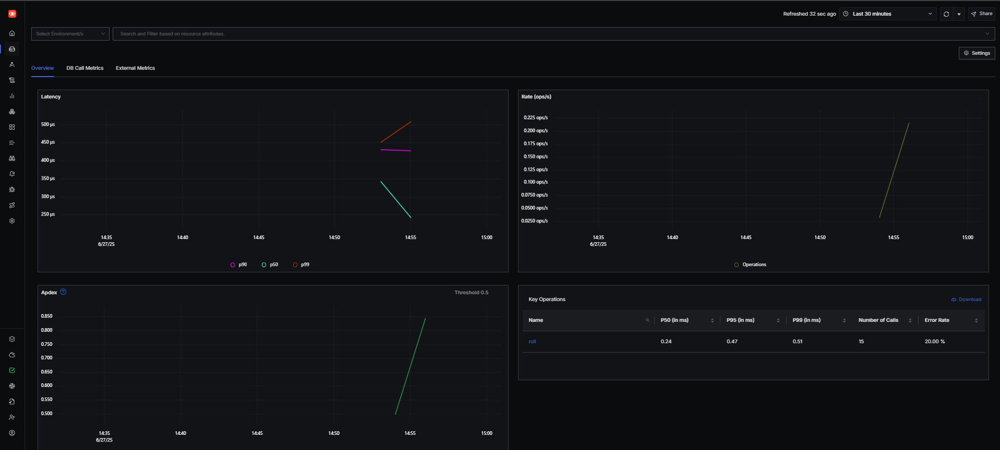 Refreshed 32 sec ago
Last 30 minutes
Share
Select Environment/s
Search and Filter based on resource attributes.
Settings
Overview
DB Call Metrics
External Metrics
Latency
500 µs
450 µs
400 µs
350 µs
300 µs
250 µs
14:35
6/27/25
14:40
14:45
14:50
14:55
15:00
p90
p50
p99
Rate (ops/s)
0.225 ops/s
0.200 ops/s
0.175 ops/s
0.150 ops/s
0.125 ops/s
0.100 ops/s
0.0750 ops/s
0.0500 ops/s
0.0250 ops/s
14:35
6/27/25
14:40
14:45
14:50
14:55
15:00
Operations
Apdex
Threshold 0.5
0.850
0.800
0.750
0.700
0.650
0.600
0.550
0.500
14:35
6/27/25
14:40
14:45
14:50
14:55
15:00
Key Operations
Download
Name
P50 (in ms)
P95 (in ms)
P99 (in ms)
Number of Calls
Error Rate
roll
0.24
0.47
0.51
15
20.00 %